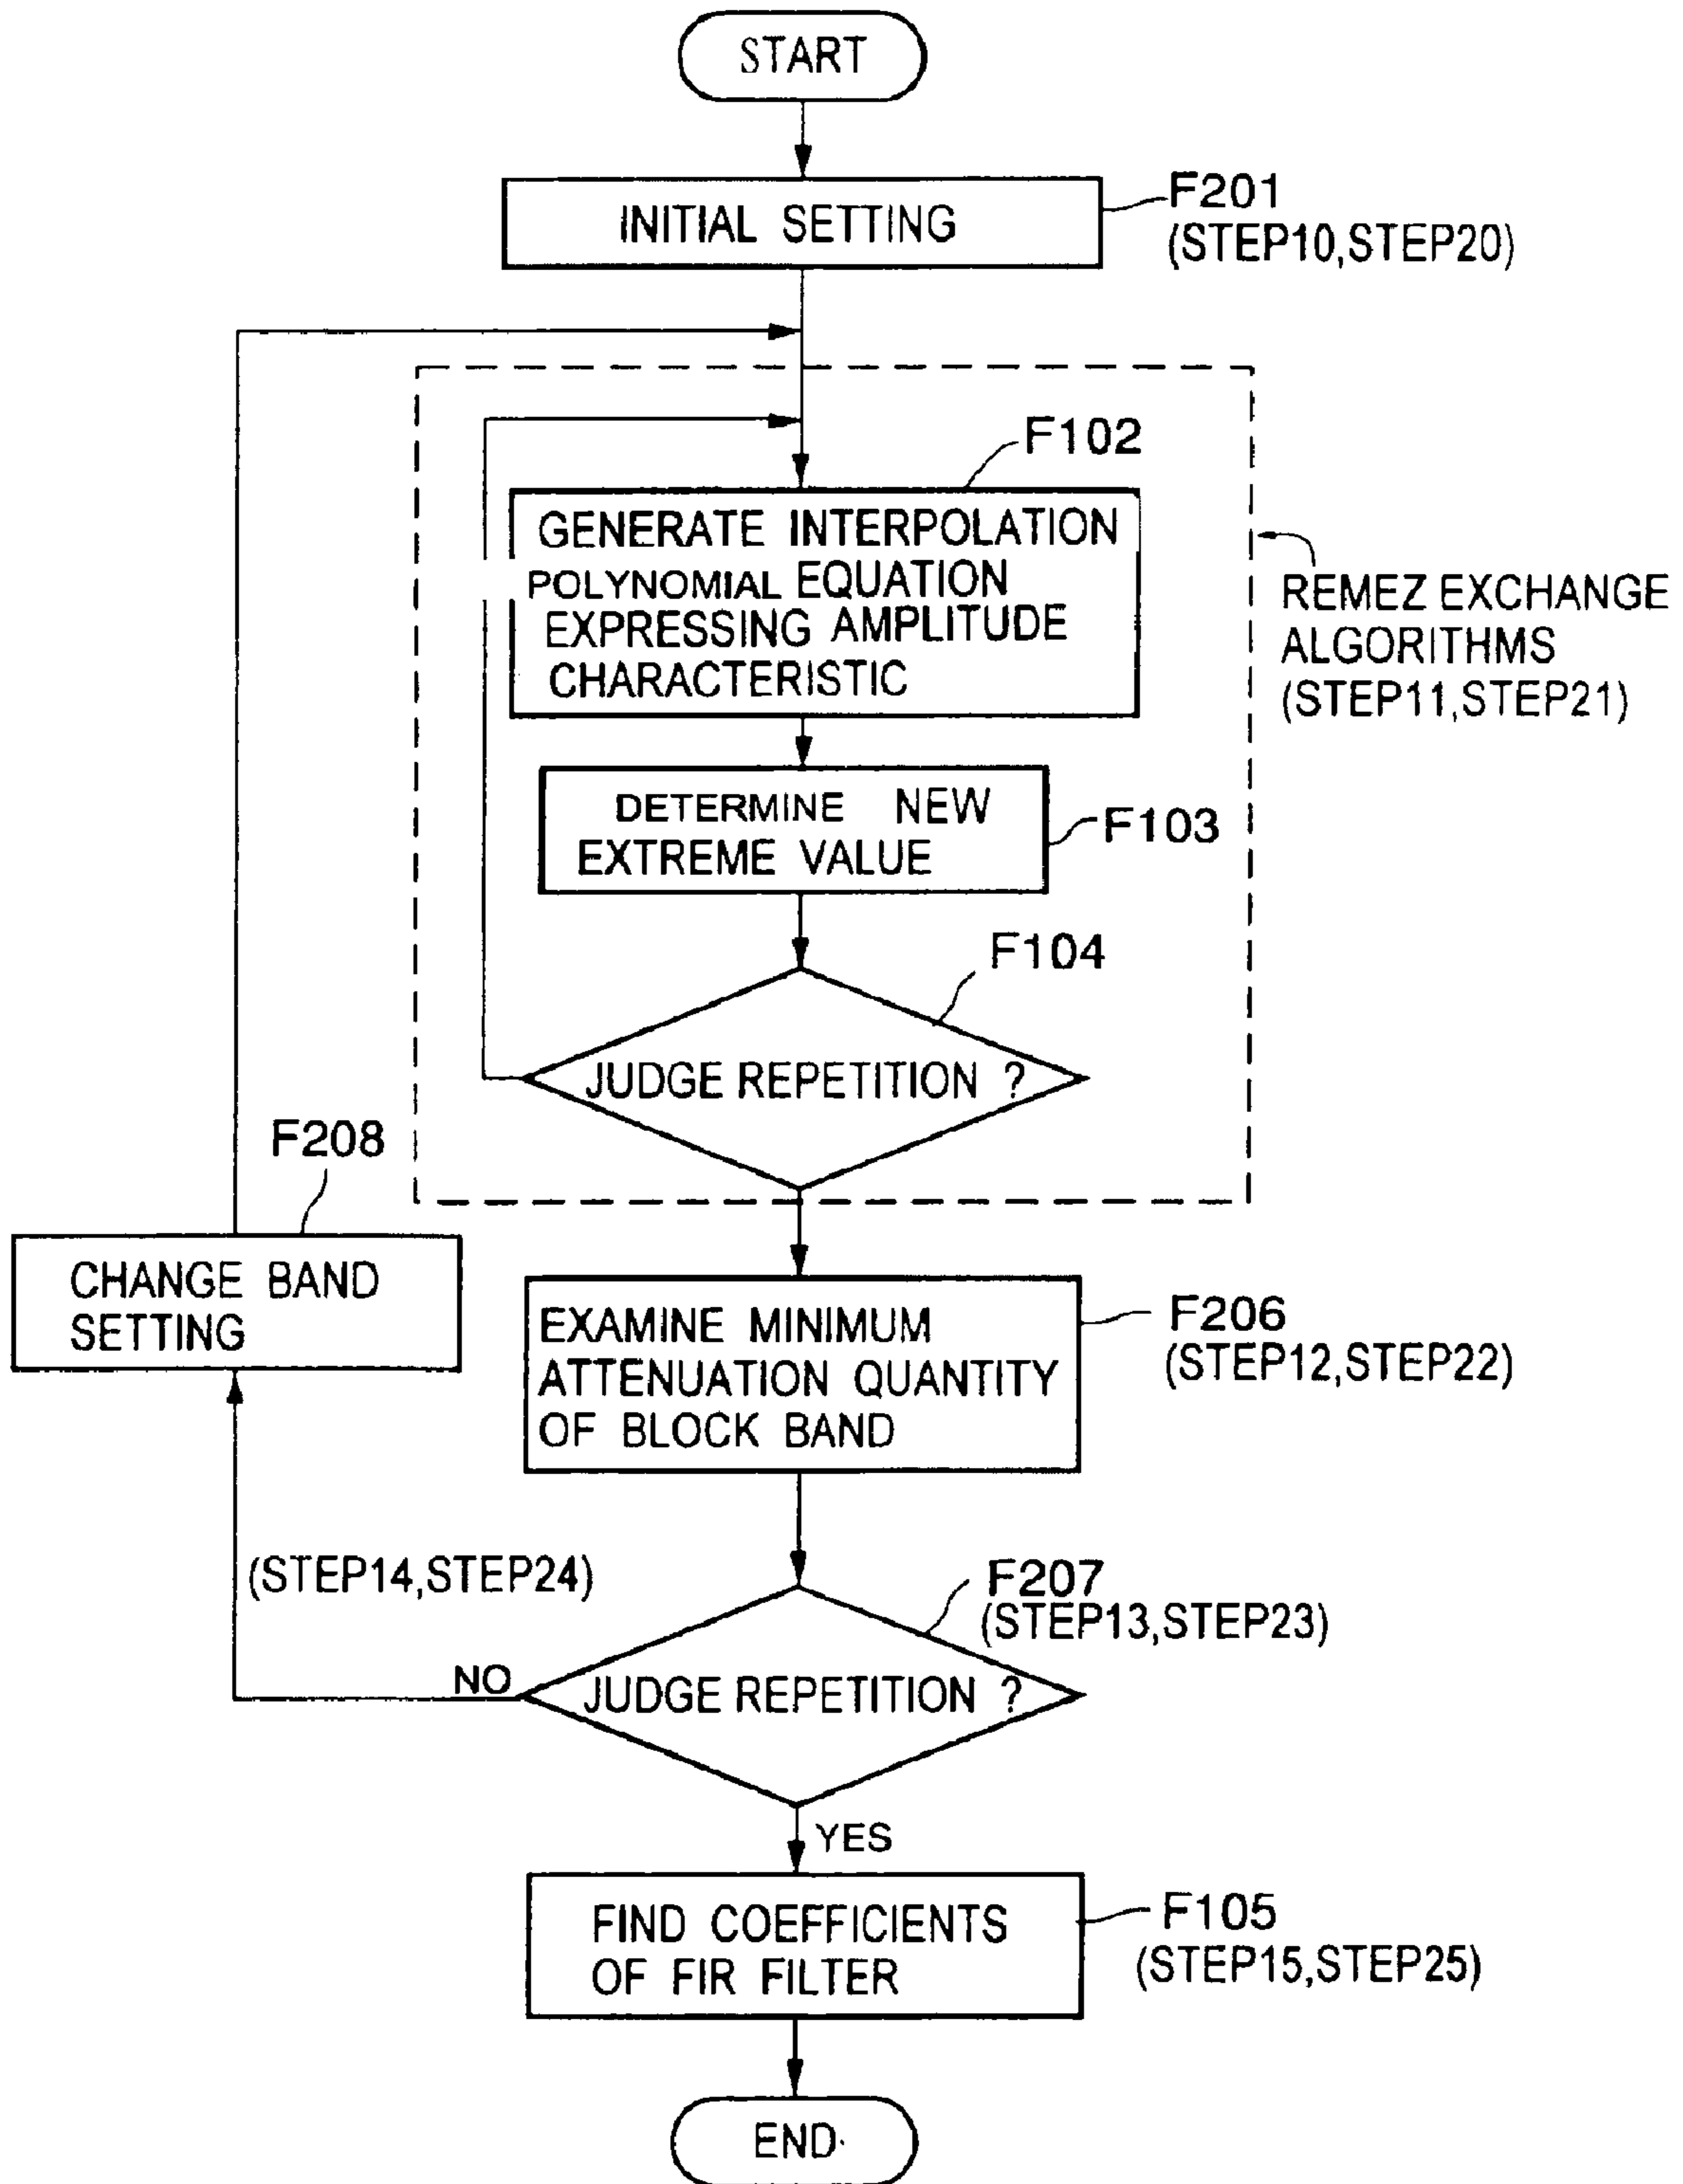 START
INITIAL SETTING
F201
(STEP10,STEP20)
F102
GENERATE INTERPOLATION
POLYNOMIAL EQUATION
EXPRESSING AMPLITUDE
CHARACTERISTIC
REMEZ EXCHANGE
ALGORITHMS
(STEP11,STEP21)
DETERMINE NEW
EXTREME VALUE
F103
F104
JUDGE REPETITION ?
F208
CHANGE BAND
SETTING
EXAMINE MINIMUM
ATTENUATION QUANTITY
OF BLOCK BAND
F206
(STEP12,STEP22)
(STEP14,STEP24)
F207
(STEP13,STEP23)
NO
JUDGE REPETITION ?
YES
FIND COEFFICIENTS
OF FIR FILTER
F105
(STEP15,STEP25)
END